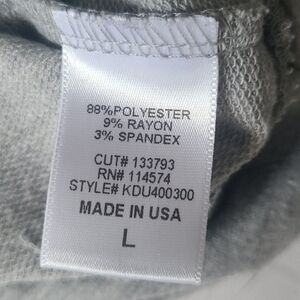 88%POLYESTER
9% RAYON
3% SPANDEX
CUT# 133793
RN# 114574
STYLE# KDU400300
MADE IN USA
L